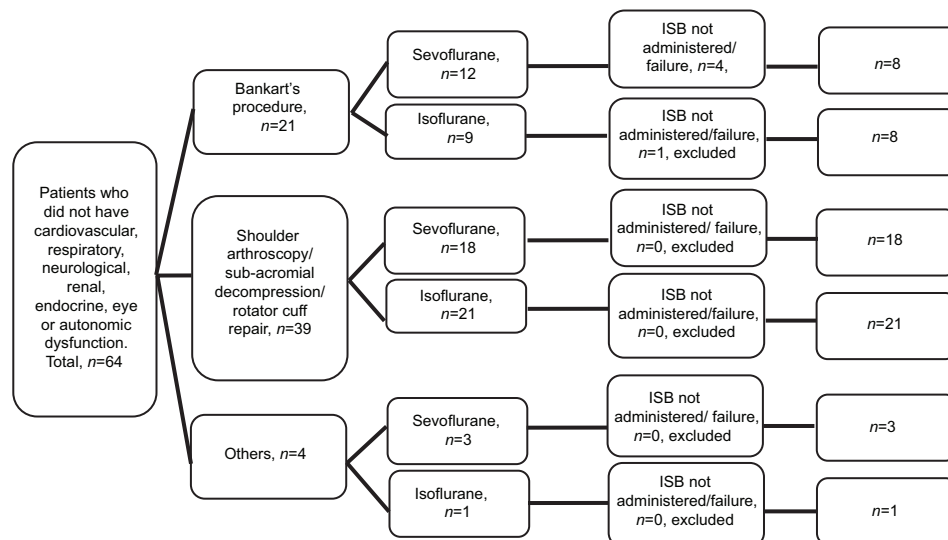 Patients who
did not have
cardiovascular,
respiratory,
neurological,
renal,
endocrine, eye
or autonomic
dysfunction.
Total, n=64
Bankart's
procedure,
n=21
Sevoflurane,
n=12
ISB not
administered/
failure, n=4,
n=8
Isoflurane,
n=9
ISB not
administered/failure,
n=1, excluded
n=8
Shoulder
arthroscopy/
sub-acromial
decompression/
rotator cuff
repair, n=39
Sevoflurane,
n=18
ISB not
administered/ failure,
n=0, excluded
n=18
Isoflurane,
n=21
ISB not
administered/failure,
n=0, excluded
n=21
Others, n=4
Sevoflurane,
n=3
ISB not
administered/ failure,
n=0, excluded
n=3
Isoflurane,
n=1
ISB not
administered/failure,
n=0, excluded
n=1